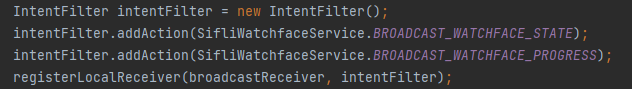 IntentFilter intentFilter = new IntentFilter();
intentFilter.addAction(SifliWatchfaceService.BROADCAST_WATCHFACE_STATE);
intentFilter.addAction(SifliWatchfaceService.BROADCAST_WATCHFACE_PROGRESS);
registerLocalReceiver(broadcastReceiver, intentFilter);